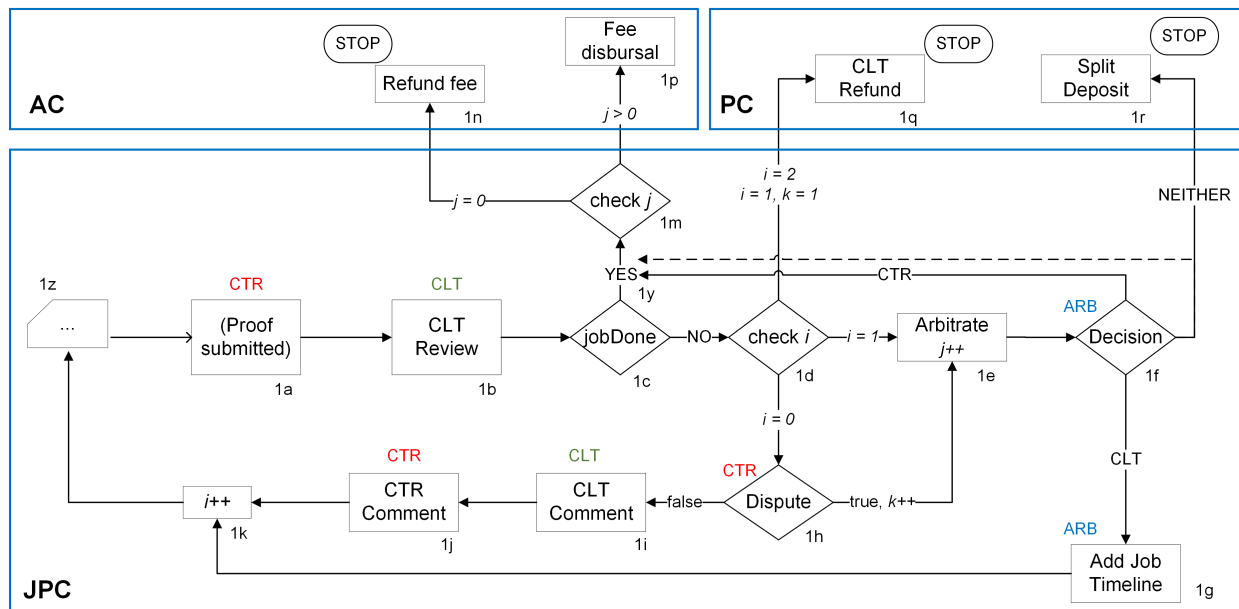 STOP
Refund fee
1n
Fee
disbursal
1p
j > 0
AC
CLT
Refund
STOP
1q
Split
Deposit
STOP
1r
PC
j = 0
check j
1m
i = 2
i = 1, k = 1
NEITHER
YES
1y
CTR
1z
...
CTR
(Proof
submitted)
1a
CLT
CLT
Review
1b
jobDone
1c
NO
check i
1d
i = 1
Arbitrate
j++
1e
ARB
Decision
1f
i = 0
CLT
i++
1k
CTR
CTR
Comment
1j
CLT
CLT
Comment
1i
false
CTR
Dispute
1h
true, k++
ARB
Add Job
Timeline
1g
JPC